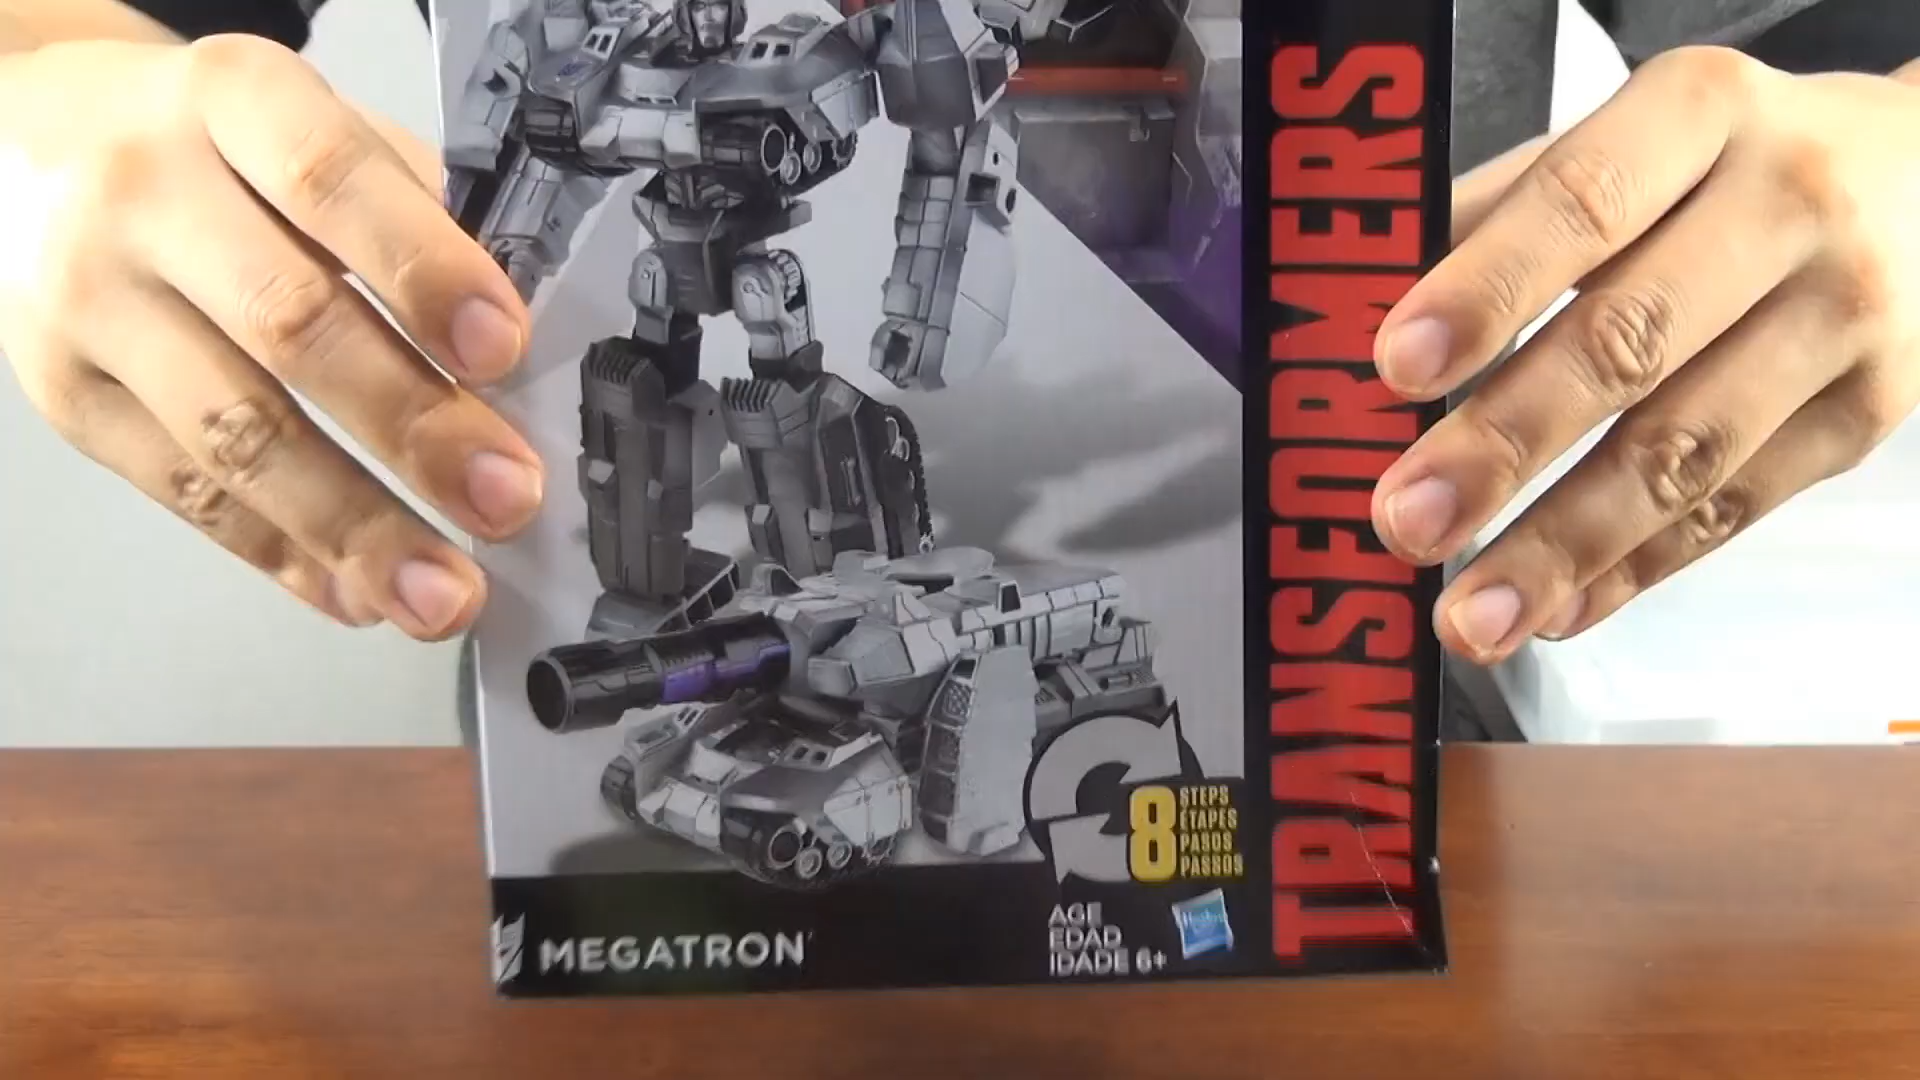 TRANSFORMERS
8
STEPS
ÉTAPES
PASOS
PASSOS
MEGATRON
AGE
EDAD
IDADE 6+
Hasbro